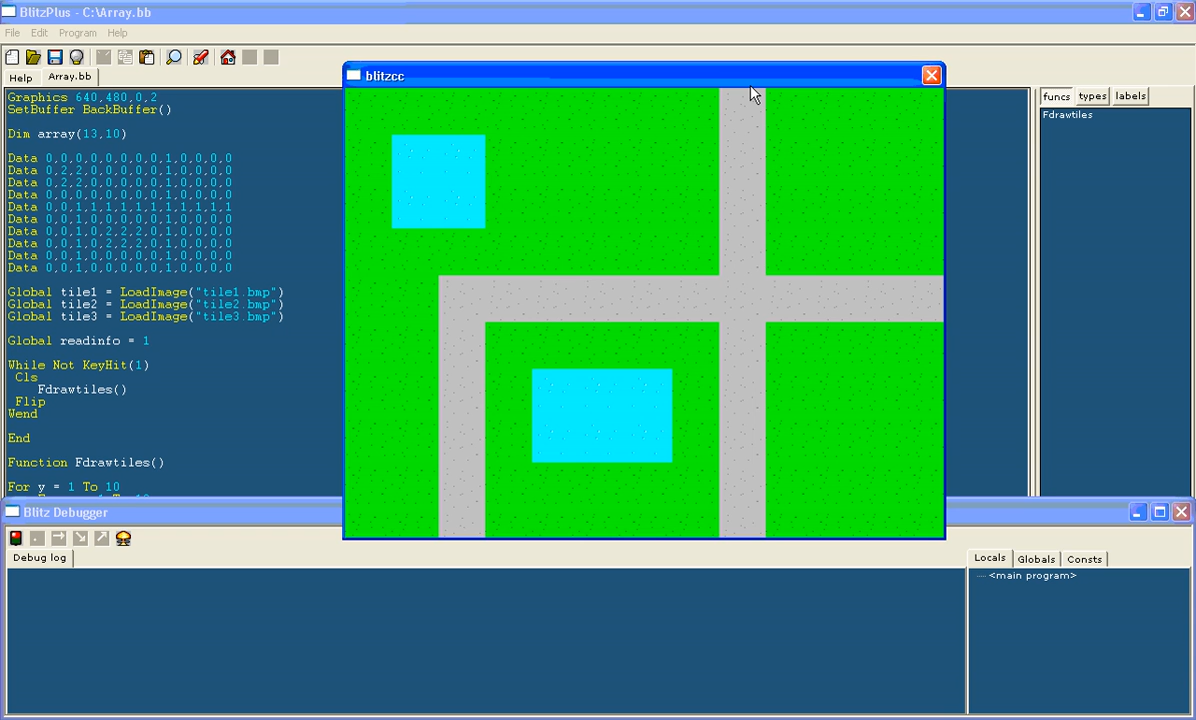 BlitzPlus - C:\Array.bb
File Edit Program Help
Help Array.bb
blitzcc
Graphics 640,480,0,2
SetBuffer BackBuffer()
Dim array(13,10)
Data 0,0,0,0,0,0,0,0,1,0,0,0,0
Data 0,2,2,0,0,0,0,0,1,0,0,0,0
Data 0,2,2,0,0,0,0,0,1,0,0,0,0
Data 0,0,0,0,0,0,0,0,1,0,0,0,0
Data 0,0,1,1,1,1,1,1,1,1,1,1,1
Data 0,0,1,0,0,0,0,0,1,0,0,0,0
Data 0,0,1,0,2,2,2,0,1,0,0,0,0
Data 0,0,1,0,2,2,2,0,1,0,0,0,0
Data 0,0,1,0,0,0,0,0,1,0,0,0,0
Data 0,0,1,0,0,0,0,0,1,0,0,0,0
Global tile1 = LoadImage("tile1.bmp")
Global tile2 = LoadImage("tile2.bmp")
Global tile3 = LoadImage("tile3.bmp")
Global readinfo = 1
While Not KeyHit(1)
Cls
Fdrawtiles()
Flip
Wend
End
Function Fdrawtiles()
For y = 1 To 10
funcs types labels
Fdrawtiles
Blitz Debugger
Debug log
Locals Globals Consts
<main program>